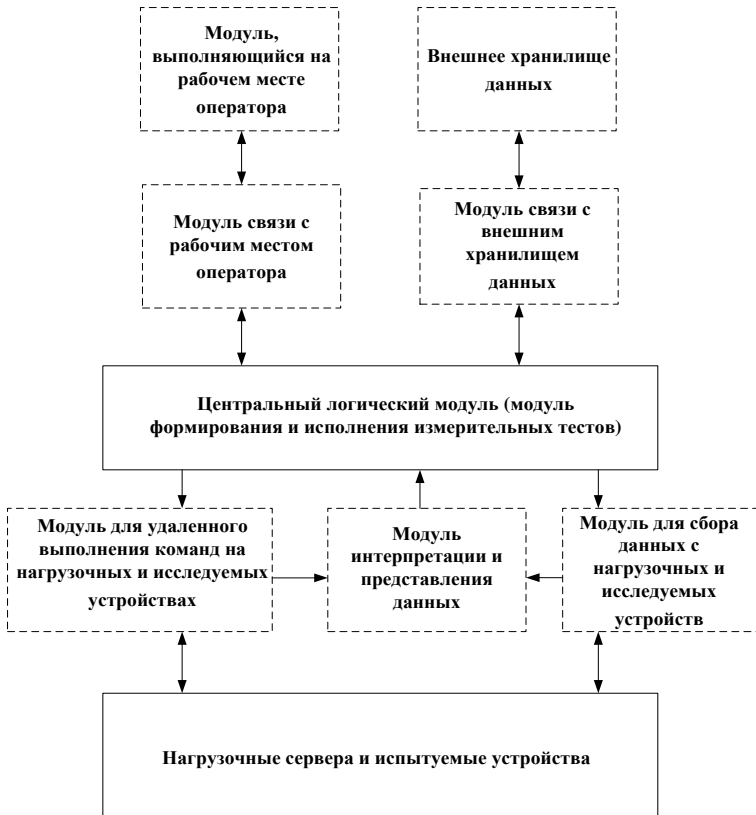 Модуль,
выполняющийся на
рабочем месте
оператора
Внешнее хранилище
данных
Модуль связи с
рабочим местом
оператора
Модуль связи с
внешним
хранилищем
данных
Центральный логический модуль (модуль
формирования и исполнения измерительных тестов)
Модуль для удаленного
выполнения команд на
нагрузочных и исследуемых
устройствах
Модуль
интерпретации и
представления
данных
Модуль для сбора
данных с
нагрузочных и
исследуемых
устройств
Нагрузочные сервера и испытуемые устройства